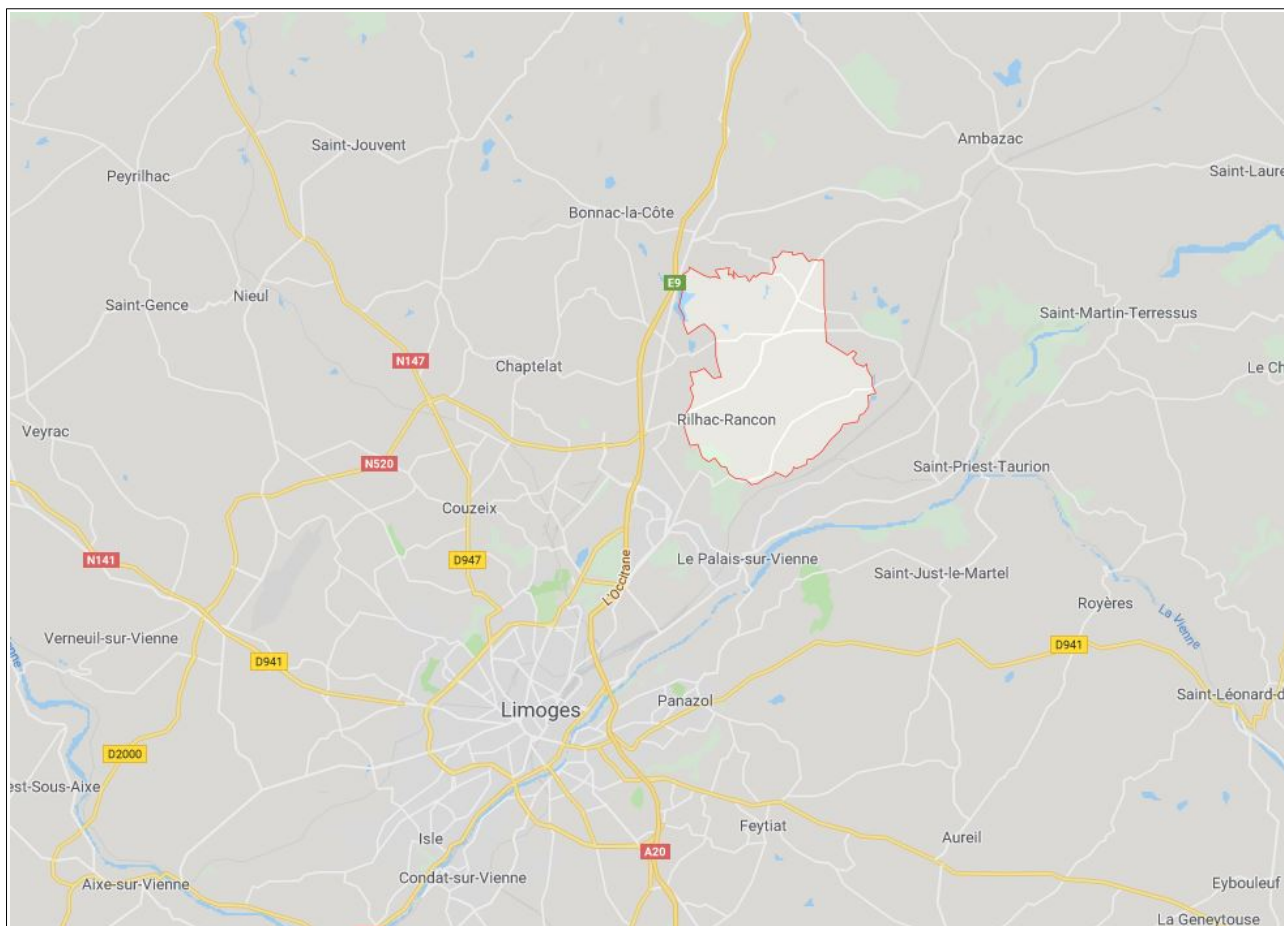 Ambazac
Saint-Jouvent
Peyrilhac
Saint-Laure
Bonnac-la-Côte
E9
Nieul
Saint-Gence
Saint-Martin-Terressus
N147
Chaptelat
Le Ch
Rilhac-Rancon
Veyrac
N520
Saint-Priest-Taurion
Couzeix
N141
D947
L'Occitane
Le Palais-sur-Vienne
Saint-Just-le-Martel
Royères
La Vienne
Verneuil-sur-Vienne
D941
D941
enne
Panazol
Saint-Léonard-d
Limoges
D2000
est-Sous-Aixe
Feytiat
Isle
Aureil
A20
Condat-sur-Vienne
Aixe-sur-Vienne
Eybouleuf
La Geneytouse